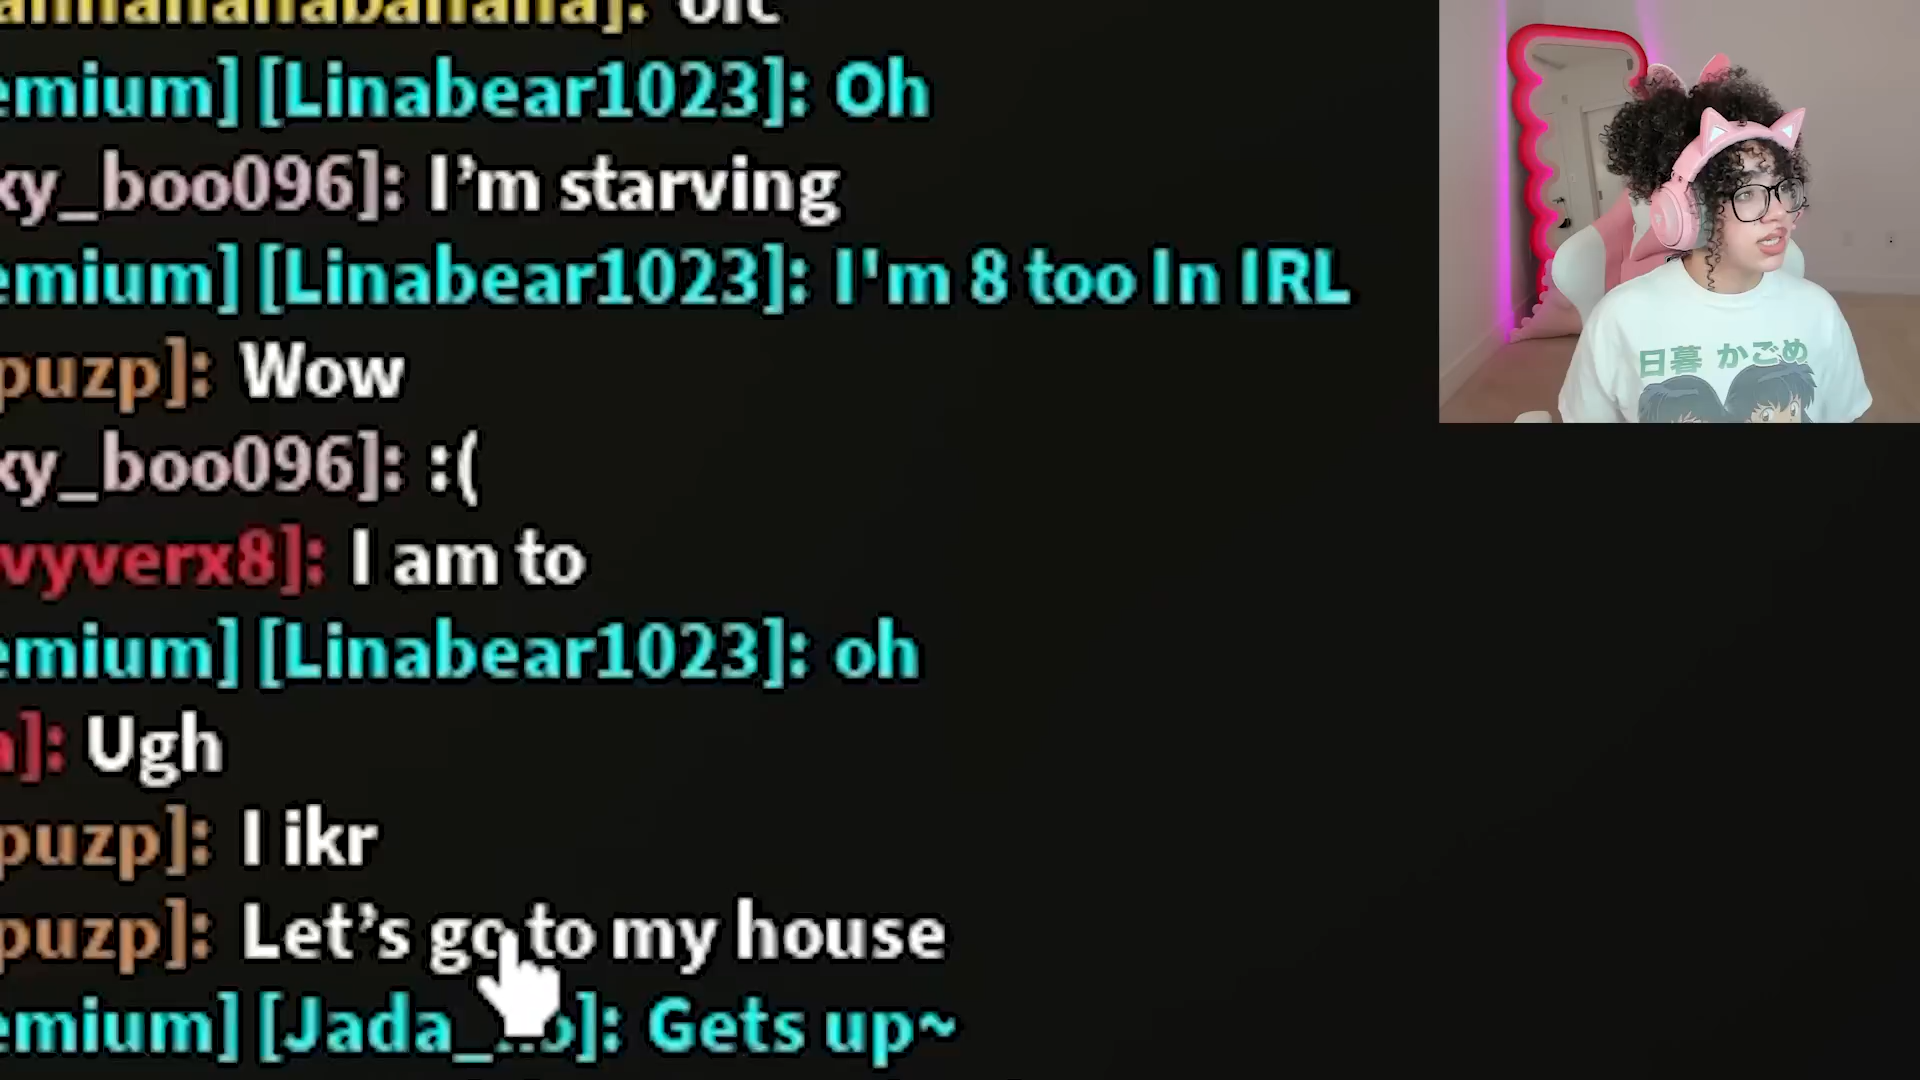 emium] [Linabear1023]: Oh
xy_boo096]: I’m starving
emium] [Linabear1023]: I'm 8 too In IRL
puzp]: Wow
xy_boo096]: :(
vyverx8]: I am to
emium] [Linabear1023]: oh
a]: Ugh
puzp]: I ikr
puzp]: Let’s go to my house
emium] [Jada_ o]: Gets up~
日暮 かごめ